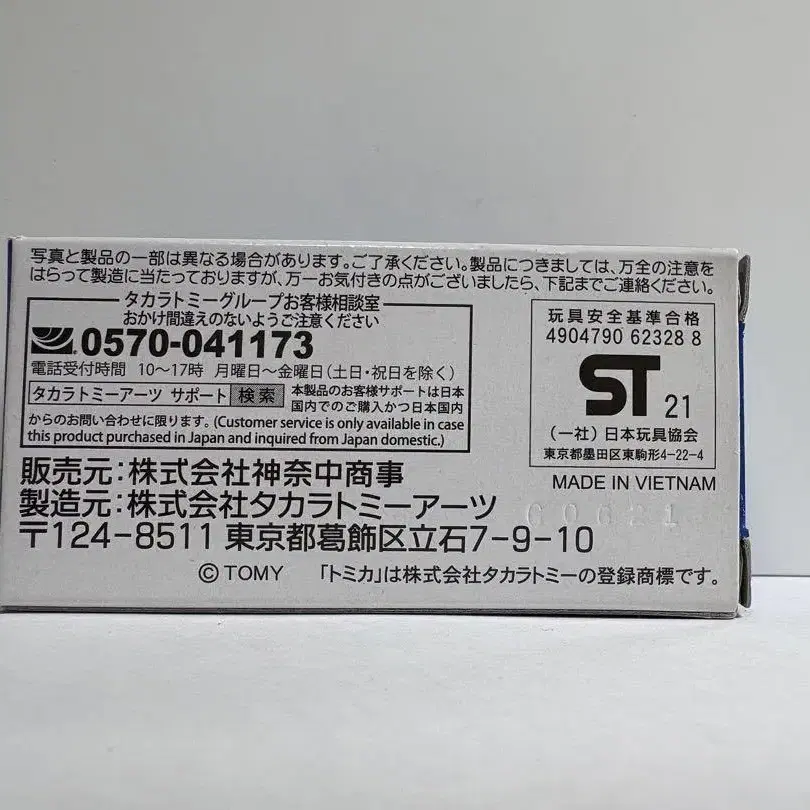 写真と製品の一部は異なる場合があります。ご了承ください。製品につきましては、万全の注意を
はらって製造に当たっておりますが、万一お気付きの点がございましたら、下記までご連絡ください。
タカラトミーグループお客様相談室
おかけ間違えのないようご注意ください
0570-041173
電話受付時間 10〜17時 月曜日〜金曜日(土日・祝日を除く)
タカラトミーアーツ サポート 検索
本製品のお客様サポートは日本
国内でのご購入かつ日本国内
からのお問い合わせに限ります。(Customer service is only available in case
this product purchased in Japan and inquired from Japan domestic.)
玩具安全基準合格
4904790 62328 8
ST 21
(一社)日本玩具協会
東京都墨田区東駒形4-22-4
MADE IN VIETNAM
販売元:株式会社神奈中商事
製造元:株式会社タカラトミーアーツ
〒124-8511 東京都葛飾区立石7-9-10
© TOMY 「トミカ」は株式会社タカラトミーの登録商標です。